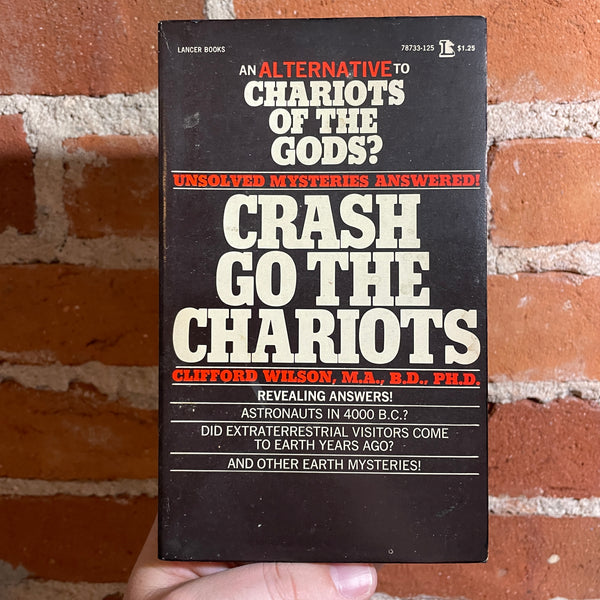 LANCER BOOKS 78733-125 L $1.25
AN ALTERNATIVE TO
CHARIOTS
OF THE
GODS?
UNSOLVED MYSTERIES ANSWERED!
CRASH
GO THE
CHARIOTS
CLIFFORD WILSON, M.A., B.D., PH.D.
REVEALING ANSWERS!
ASTRONAUTS IN 4000 B.C.?
DID EXTRATERRESTRIAL VISITORS COME
TO EARTH YEARS AGO?
AND OTHER EARTH MYSTERIES!